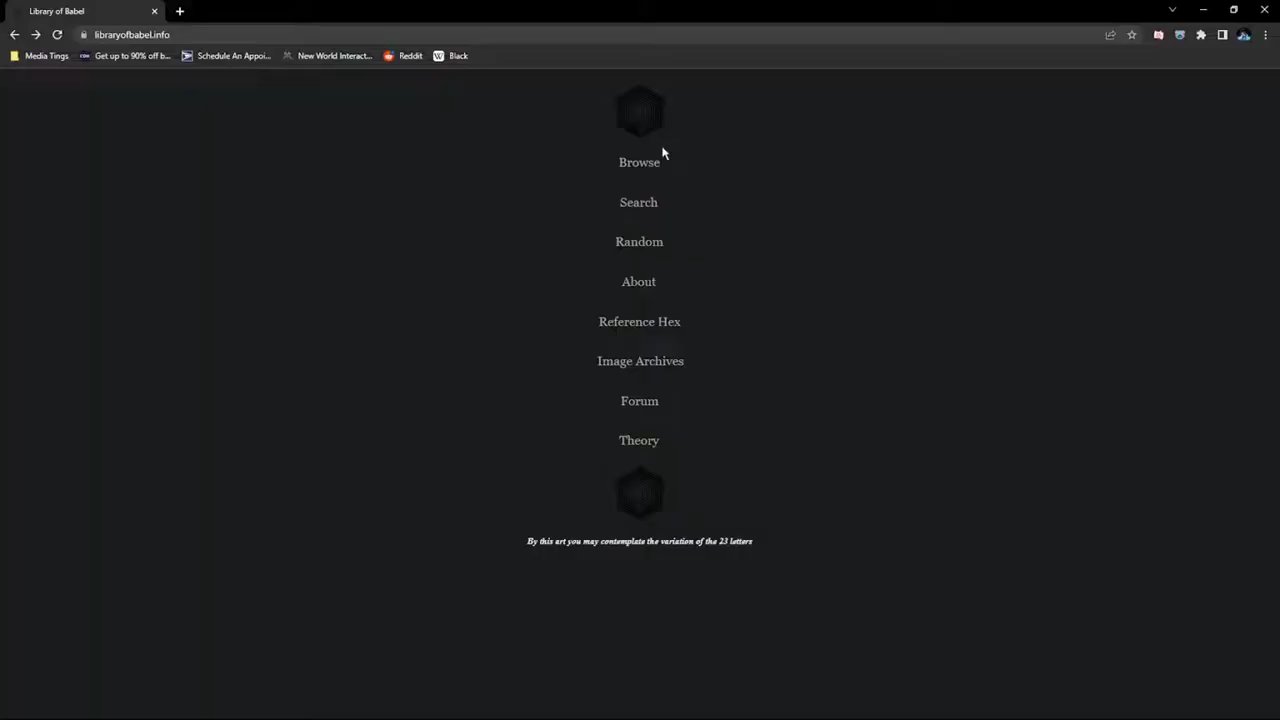 Library of Babel
libraryofbabel.info
Media Tings
Get up to 90% off b...
Schedule An Appoi...
New World Interact...
Reddit
W Black
Browse
Search
Random
About
Reference Hex
Image Archives
Forum
Theory
By this art you may contemplate the variation of the 23 letters